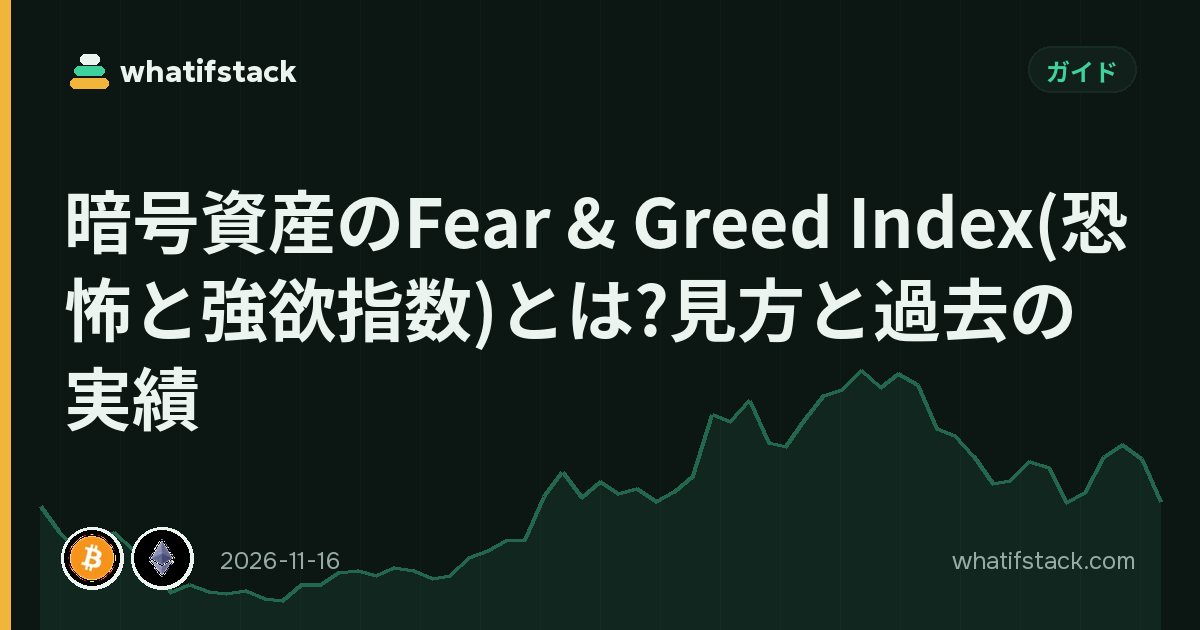 whatifstack
ガイド
暗号資産のFear & Greed Index(恐
怖と強欲指数)とは?見方と過去の
実績
2026-11-16
whatifstack.com